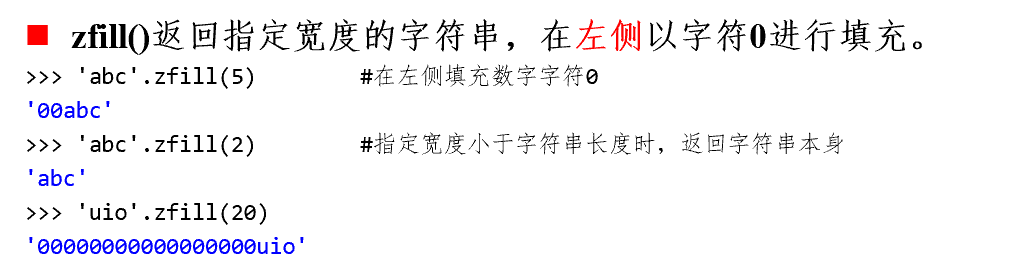 ■ zfill()返回指定宽度的字符串，在左侧以字符0进行填充。
>>> 'abc'.zfill(5) #在左侧填充数字字符0
'00abc'
>>> 'abc'.zfill(2) #指定宽度小于字符串长度时，返回字符串本身
'abc'
>>> 'uio'.zfill(20)
'00000000000000000uio'